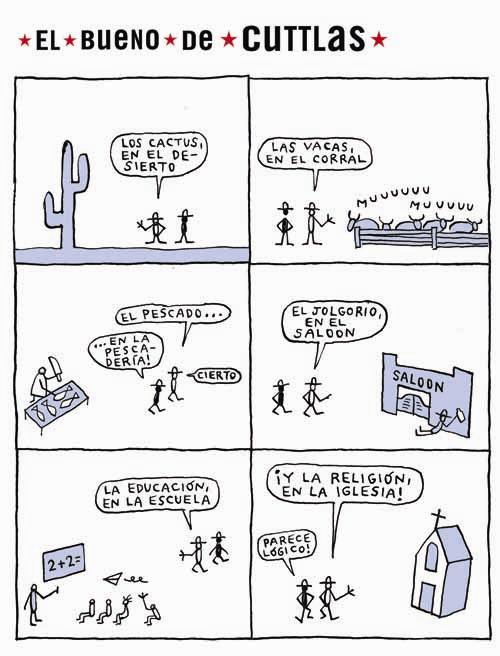 ★EL★BUENO★DE★CUTTLAS★
LOS CACTUS,
EN EL DE-
SIERTO
LAS VACAS,
EN EL CORRAL
MUUUUUU
MUUUUU
EL PESCADO...
...EN LA
PESCA-
DERÍA!
CIERTO
EL JOLGORIO,
EN EL
SALOON
SALOON
LA EDUCACIÓN,
EN LA ESCUELA
2+2=
¡Y LA RELIGIÓN,
EN LA IGLESIA!
PARECE
LÓGICO!